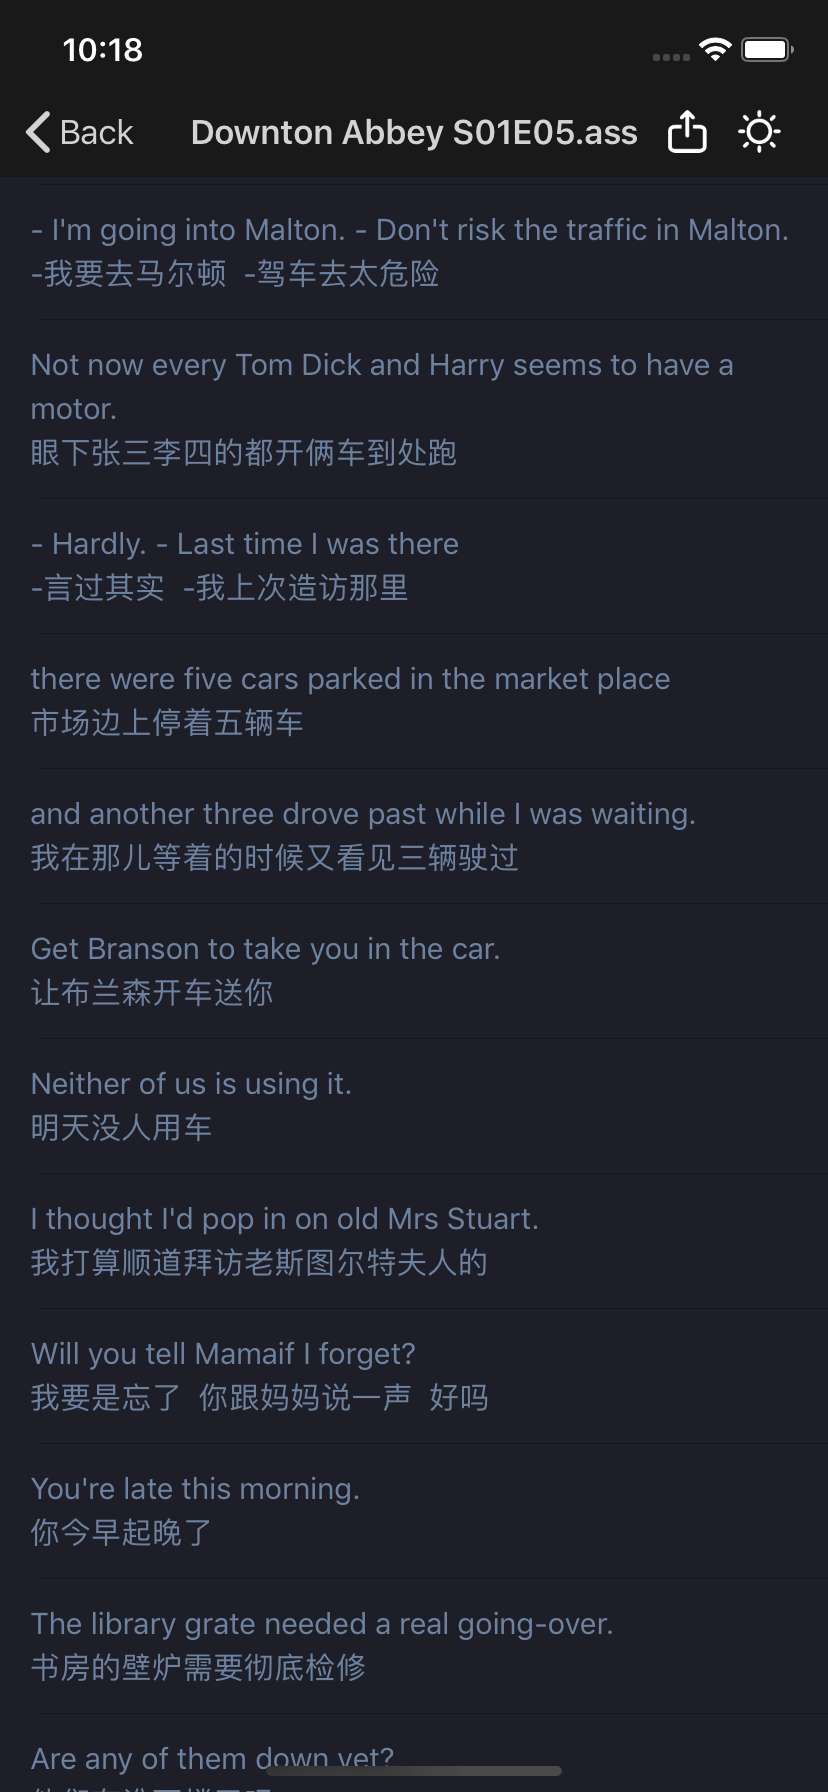 10:18
Back
Downton Abbey S01E05.ass
- I'm going into Malton. - Don't risk the traffic in Malton.
-我要去马尔顿  -驾车去太危险
Not now every Tom Dick and Harry seems to have a
motor.
眼下张三李四的都开俩车到处跑
- Hardly. - Last time I was there
-言过其实  -我上次造访那里
there were five cars parked in the market place
市场边上停着五辆车
and another three drove past while I was waiting.
我在那儿等着的时候又看见三辆驶过
Get Branson to take you in the car.
让布兰森开车送你
Neither of us is using it.
明天没人用车
I thought I'd pop in on old Mrs Stuart.
我打算顺道拜访老斯图尔特夫人的
Will you tell Mamaif I forget?
我要是忘了  你跟妈妈说一声  好吗
You're late this morning.
你今早起晚了
The library grate needed a real going-over.
书房的壁炉需要彻底检修
Are any of them down yet?